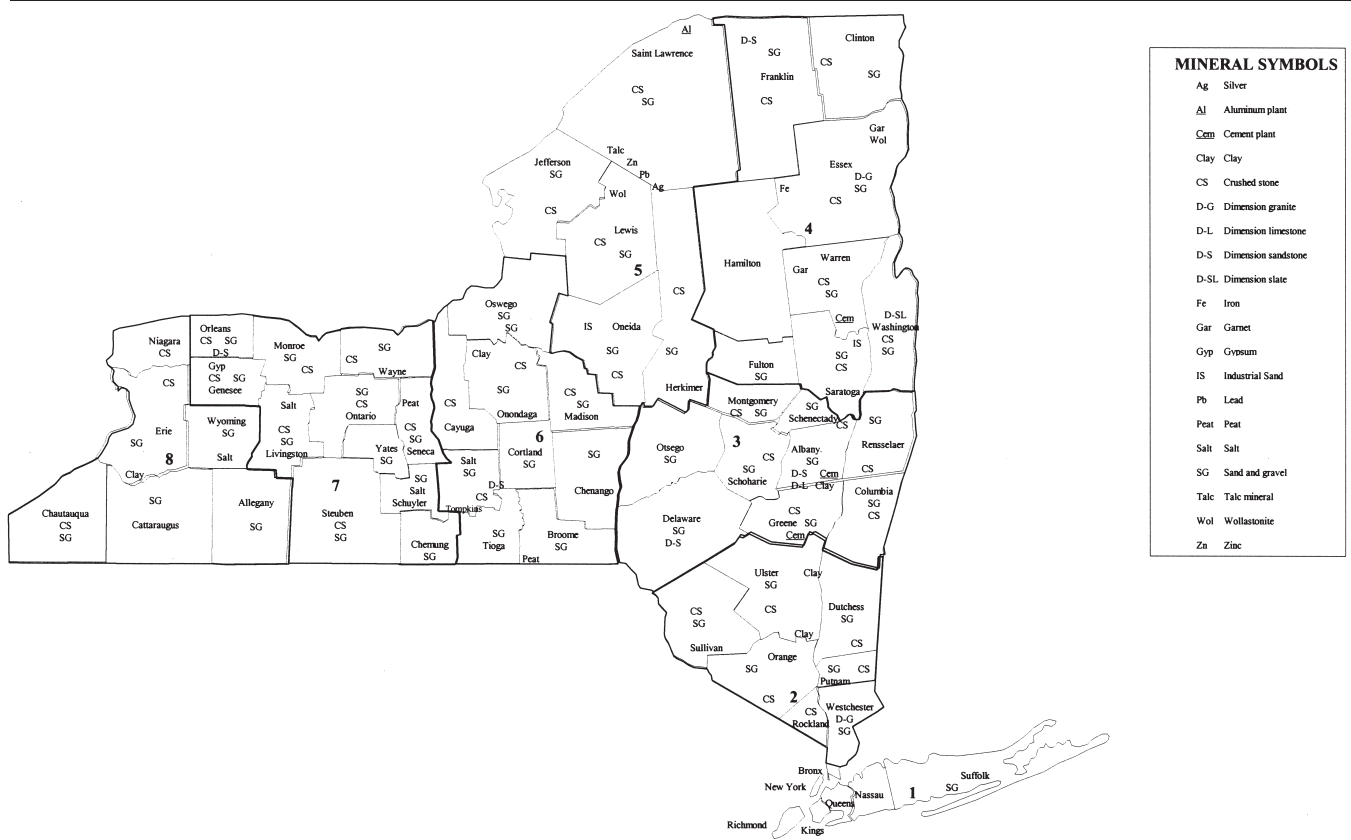 Al
Saint Lawrence
CS
SG
Talc
Zn
Pb
Ag
D-S
SG
Franklin
CS
Clinton
CS
SG
Gar
Wol
Essex
D-G
SG
CS
Fe
4
Jefferson
SG
CS
Wol
Lewis
CS
SG
5
Hamilton
Warren
Gar
CS
SG
Cem
D-SL
Washington
CS
SG
IS
SG
CS
Saratoga
Oswego
SG
SG
IS Oneida
SG
CS
CS
SG
Herkimer
Fulton
SG
Niagara
CS
Orleans
CS SG
D-S
Monroe
SG
CS
SG
CS
Wayne
Gyp
CS SG
Genesee
CS
Erie
SG
8
Clay
Wyoming
SG
Salt
Salt
CS
SG
Livingston
SG
CS
Ontario
Peat
CS
SG
Seneca
Yates
SG
Clay
CS
SG
Onondaga
CS
Cayuga
CS
SG
Madison
6
Cortland
SG
SG
Chenango
Salt
SG
D-S
CS
Tompkins
SG
Salt
Schuyler
7
Steuben
CS
SG
Chemung
SG
SG
Tioga
Broome
SG
Peat
Chautauqua
CS
SG
SG
Cattaraugus
Allegany
SG
Montgomery
CS SG
SG
Schenectady
CS
SG
Rensselaer
CS
Otsego
SG
3
CS
SG
Schoharie
Albany
SG
D-S Cem
D-L Clay
Columbia
SG
CS
Delaware
SG
D-S
CS
Greene SG
Cem
Ulster
SG
CS
Clay
Clay
Dutchess
SG
CS
CS
SG
Sullivan
Orange
SG
CS
2
SG CS
Putnam
CS
Rockland
Westchester
D-G
SG
Bronx
New York
Queens
Nassau
1
Suffolk
SG
Richmond
Kings
MINERAL SYMBOLS
Ag Silver
Al Aluminum plant
Cem Cement plant
Clay Clay
CS Crushed stone
D-G Dimension granite
D-L Dimension limestone
D-S Dimension sandstone
D-SL Dimension slate
Fe Iron
Gar Garnet
Gyp Gypsum
IS Industrial Sand
Pb Lead
Peat Peat
Salt Salt
SG Sand and gravel
Talc Talc mineral
Wol Wollastonite
Zn Zinc